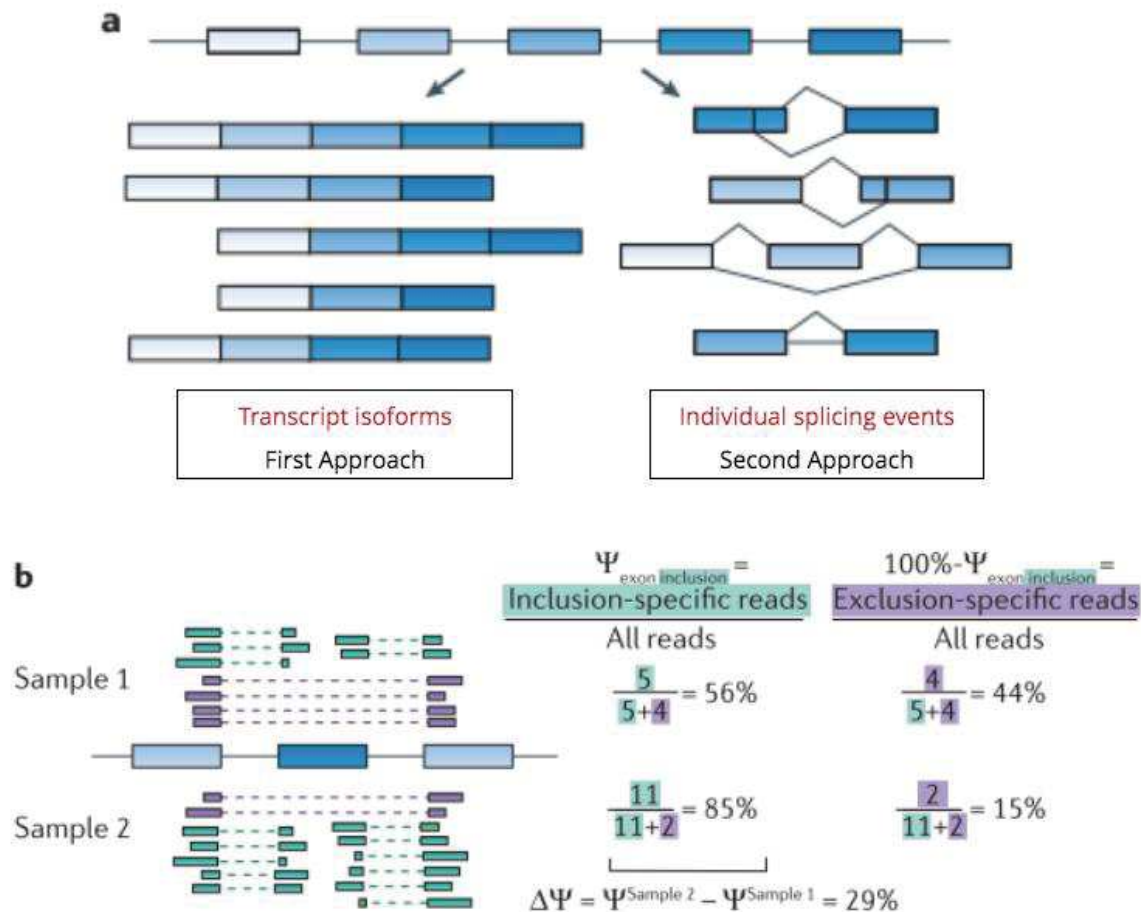 a
Transcript isoforms
First Approach
Individual splicing events
Second Approach
b
Ψexon inclusion =
Inclusion-specific reads
All reads
100%-Ψexon inclusion =
Exclusion-specific reads
All reads
Sample 1
5
5+4
= 56%
4
5+4
= 44%
Sample 2
11
11+2
= 85%
2
11+2
= 15%
ΔΨ = ΨSample 2 – ΨSample 1 = 29%